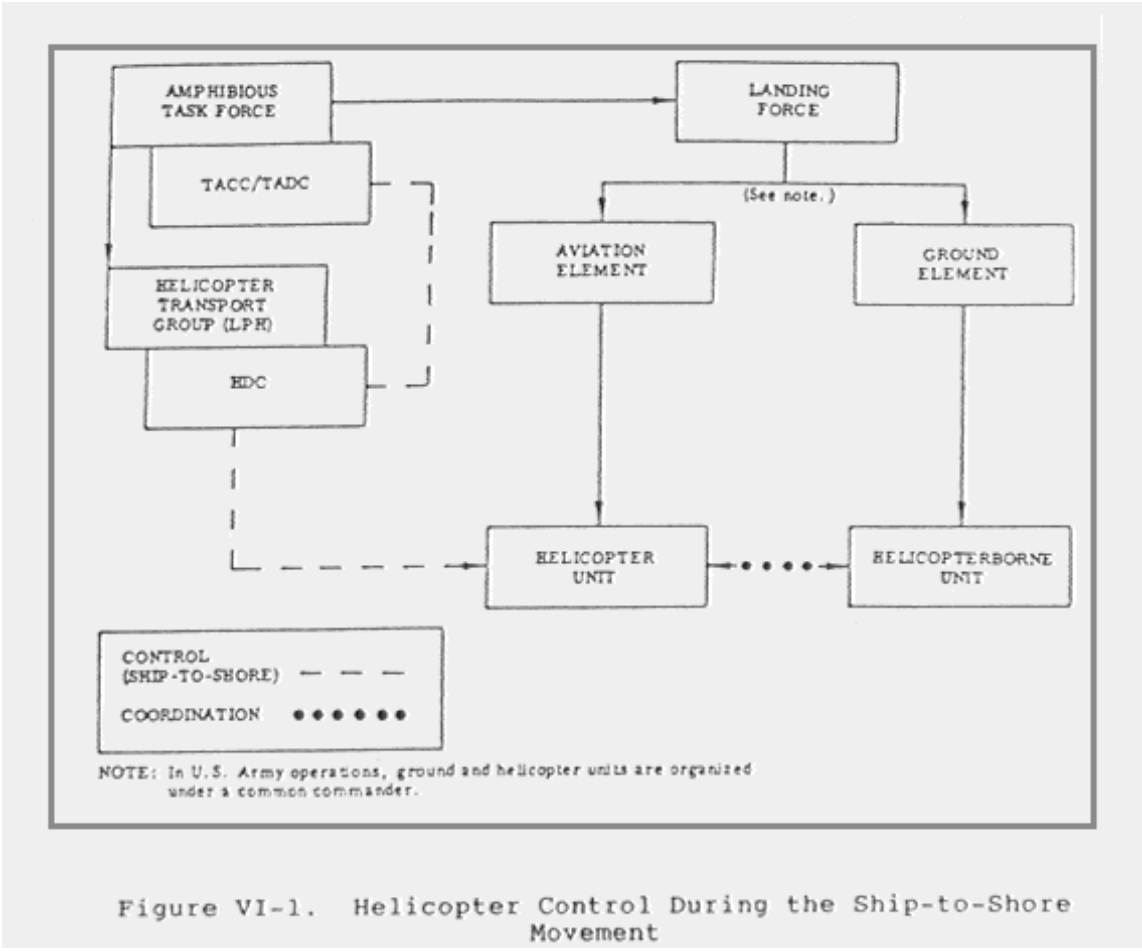 AMPHIBIOUS
TASK FORCE
LANDING
FORCE
TACC/TADC
(See note.)
AVIATION
ELEMENT
GROUND
ELEMENT
HELICOPTER
TRANSPORT
GROUP (LPH)
HDC
HELICOPTER
UNIT
HELICOPTERBORNE
UNIT
CONTROL
(SHIP-TO-SHORE)
COORDINATION
NOTE: In U.S. Army operations, ground and helicopter units are organized
under a common commander.
Figure VI-1. Helicopter Control During the Ship-to-Shore
Movement